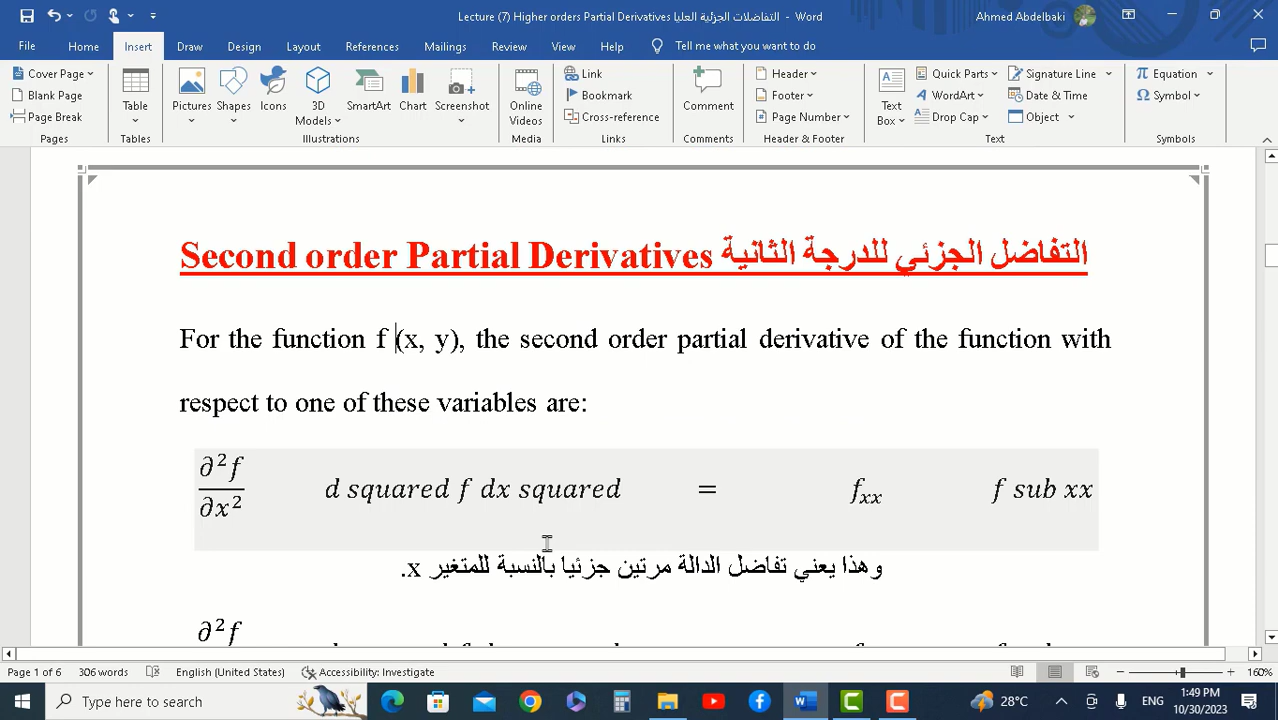 Lecture (7) Higher orders Partial Derivatives التفاضلات الجزئية العليا - Word
Ahmed Abdelbaki
File Home Insert Draw Design Layout References Mailings Review View Help Tell me what you want to do
Cover Page
Blank Page
Page Break
Pages
Table
Tables
Pictures
Shapes
Icons
3D Models
SmartArt
Chart
Screenshot
Illustrations
Online Videos
Media
Link
Bookmark
Cross-reference
Links
Comment
Comments
Header
Footer
Page Number
Header & Footer
Text Box
Quick Parts
WordArt
Drop Cap
Signature Line
Date & Time
Object
Text
Equation
Symbol
Symbols
Second order Partial Derivatives التفاضل الجزئي للدرجة الثانية
For the function f (x, y), the second order partial derivative of the function with
respect to one of these variables are:
∂²f/∂x² d squared f dx squared = fₓₓ f sub xx
وهذا يعني تفاضل الدالة مرتين جزئيا بالنسبة للمتغير x.
∂²f
Page 1 of 6 306 words English (United States) Accessibility: Investigate 160%
Type here to search
28°C ENG 1:49 PM
10/30/2023